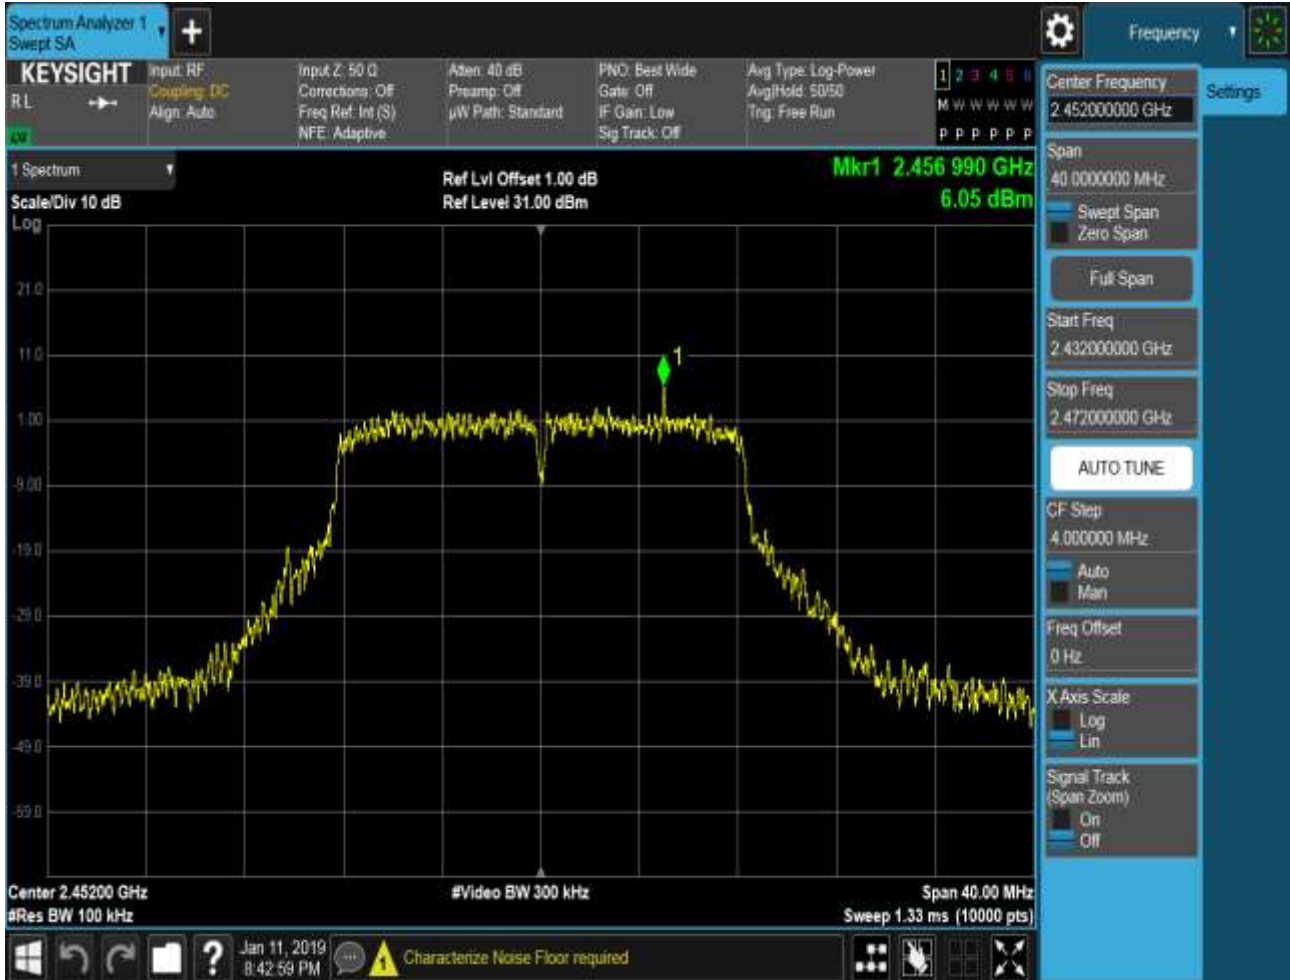 Spectrum Analyzer 1
Swept SA
Frequency
KEYSIGHT
R L
Input: RF
Coupling: DC
Align: Auto
Input Z: 50 Ω
Corrections: Off
Freq Ref: Int (S)
NFE: Adaptive
Atten: 40 dB
Preamp: Off
µW Path: Standard
PNO: Best Wide
Gate: Off
IF Gain: Low
Sig Track: Off
Avg Type: Log-Power
Avg|Hold: 50/50
Trig: Free Run
1 2 3 4 5 6
M W W W W W
P P P P P P
1 Spectrum
Scale/Div 10 dB
Log
Ref Lvl Offset 1.00 dB
Ref Level 31.00 dBm
Mkr1 2.456 990 GHz
6.05 dBm
21.0
11.0
1.00
-9.00
-19.0
-29.0
-39.0
-49.0
-59.0
1
Center 2.45200 GHz
#Res BW 100 kHz
#Video BW 300 kHz
Span 40.00 MHz
Sweep 1.33 ms (10000 pts)
Center Frequency
2.452000000 GHz
Settings
Span
40.0000000 MHz
Swept Span
Zero Span
Full Span
Start Freq
2.432000000 GHz
Stop Freq
2.472000000 GHz
AUTO TUNE
CF Step
4.000000 MHz
Auto
Man
Freq Offset
0 Hz
X Axis Scale
Log
Lin
Signal Track
(Span Zoom)
On
Off
?
Jan 11, 2019
8:42:59 PM
1
Characterize Noise Floor required